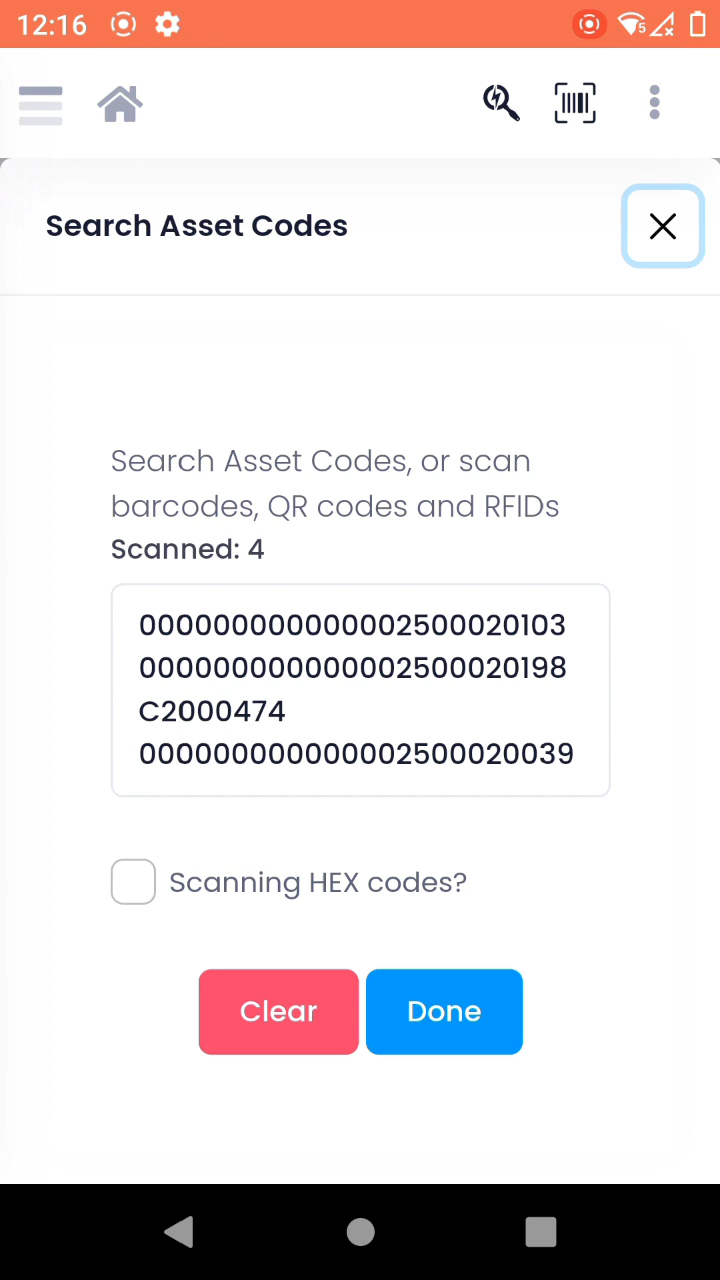 12:16
5
Search Asset Codes
Search Asset Codes, or scan
barcodes, QR codes and RFIDs
Scanned: 4
000000000000002500020103
000000000000002500020198
C2000474
000000000000002500020039
Scanning HEX codes?
Clear
Done